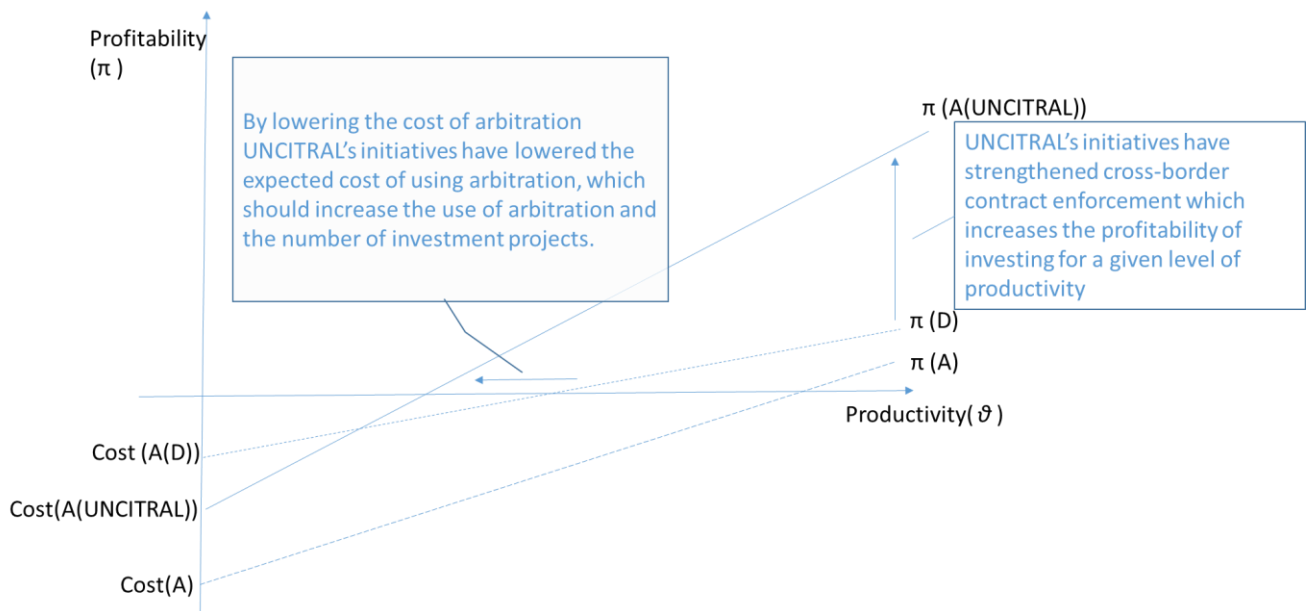 Profitability
(π )
By lowering the cost of arbitration
UNCITRAL’s initiatives have lowered the
expected cost of using arbitration, which
should increase the use of arbitration and
the number of investment projects.
π (A(UNCITRAL))
UNCITRAL’s initiatives have
strengthened cross-border
contract enforcement which
increases the profitability of
investing for a given level of
productivity
π (D)
π (A)
Productivity( ϑ )
Cost (A(D))
Cost(A(UNCITRAL))
Cost(A)